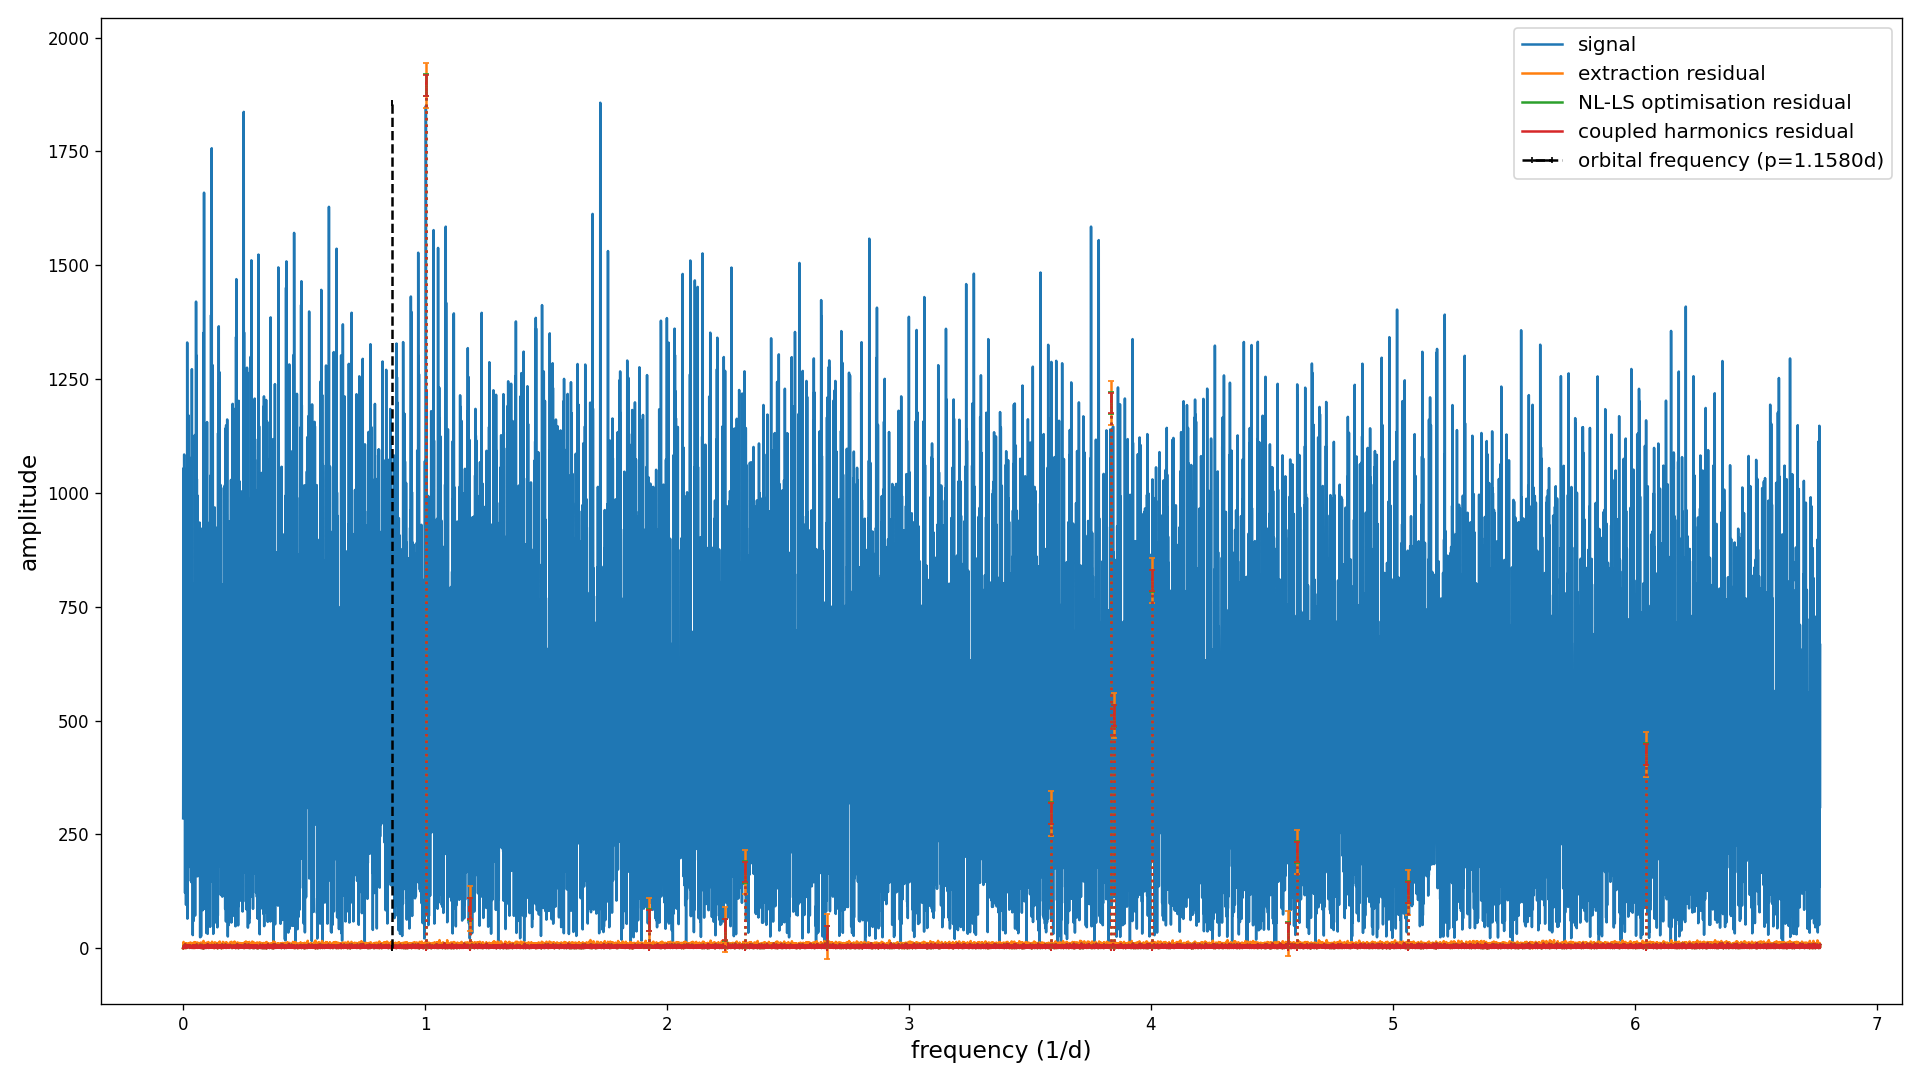 signal
extraction residual
NL-LS optimisation residual
coupled harmonics residual
orbital frequency (p=1.1580d)
amplitude
2000
1750
1500
1250
1000
750
500
250
0
0 1 2 3 4 5 6 7
frequency (1/d)